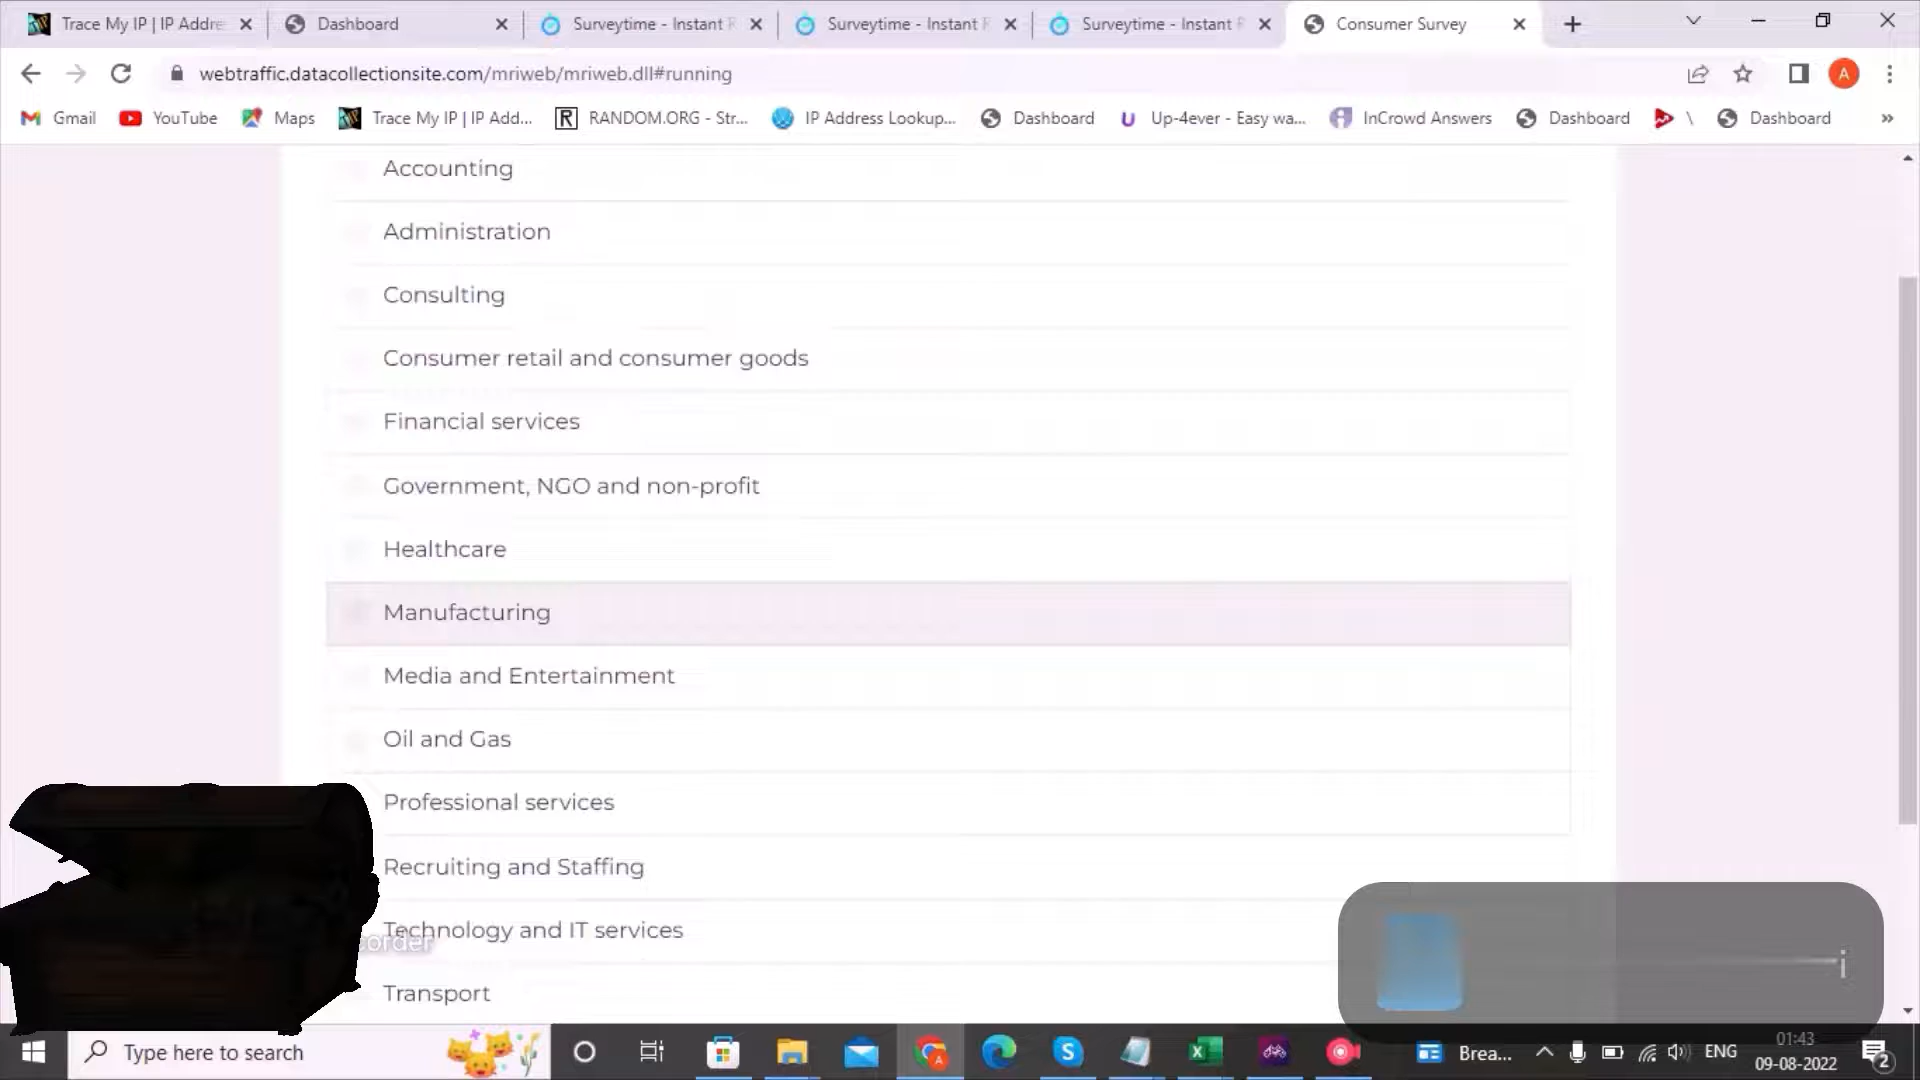 Trace My IP | IP Addre
Dashboard
Surveytime - Instant R
Surveytime - Instant F
Surveytime - Instant F
Consumer Survey
webtraffic.datacollectionsite.com/mriweb/mriweb.dll#running
A
Gmail
YouTube
Maps
Trace My IP | IP Add...
R
RANDOM.ORG - Str...
IP Address Lookup...
Dashboard
Up-4ever - Easy wa...
InCrowd Answers
Dashboard
\
Dashboard
Accounting
Administration
Consulting
Consumer retail and consumer goods
Financial services
Government, NGO and non-profit
Healthcare
Manufacturing
Media and Entertainment
Oil and Gas
Professional services
Recruiting and Staffing
Technology and IT services
corder
Transport
Type here to search
Brea...
ENG
01:43
09-08-2022
2